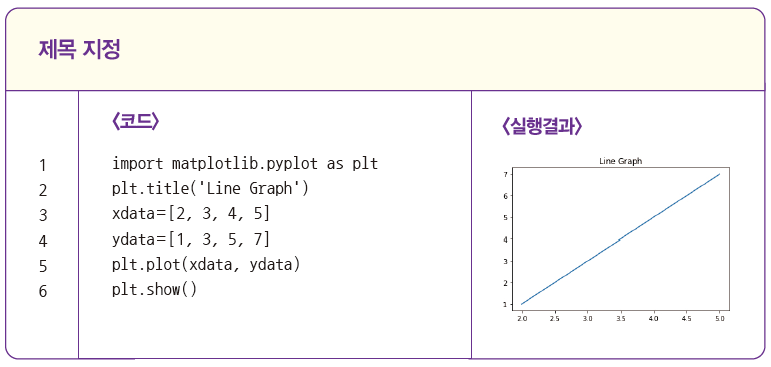 제목 지정
<코드>
1 import matplotlib.pyplot as plt
2 plt.title('Line Graph')
3 xdata=[2, 3, 4, 5]
4 ydata=[1, 3, 5, 7]
5 plt.plot(xdata, ydata)
6 plt.show()
<실행결과>
Line Graph
7
6
5
4
3
2
1
2.0 2.5 3.0 3.5 4.0 4.5 5.0